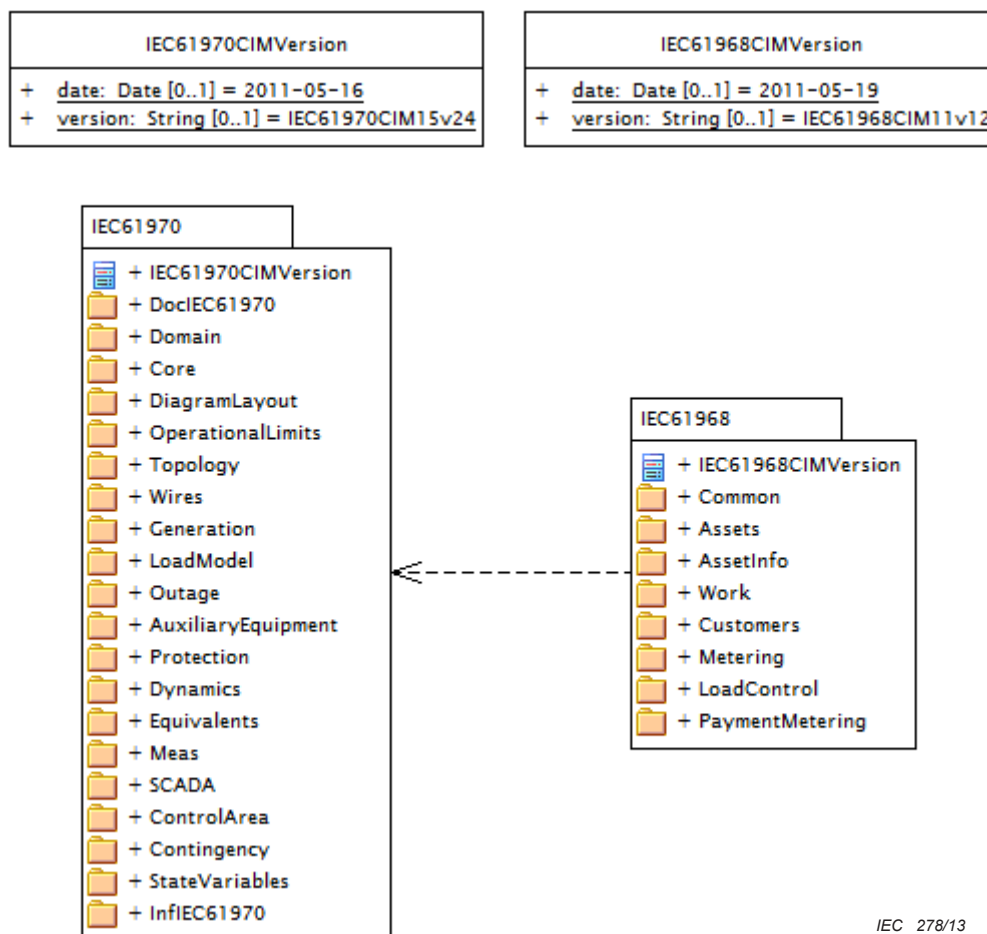 IEC61970CIMVersion
+ date: Date [0..1] = 2011-05-16
+ version: String [0..1] = IEC61970CIM15v24
IEC61968CIMVersion
+ date: Date [0..1] = 2011-05-19
+ version: String [0..1] = IEC61968CIM11v12
IEC61970
+ IEC61970CIMVersion
+ DocIEC61970
+ Domain
+ Core
+ DiagramLayout
+ OperationalLimits
+ Topology
+ Wires
+ Generation
+ LoadModel
+ Outage
+ AuxiliaryEquipment
+ Protection
+ Dynamics
+ Equivalents
+ Meas
+ SCADA
+ ControlArea
+ Contingency
+ StateVariables
+ InfIEC61970
IEC61968
+ IEC61968CIMVersion
+ Common
+ Assets
+ AssetInfo
+ Work
+ Customers
+ Metering
+ LoadControl
+ PaymentMetering
IEC 278/13